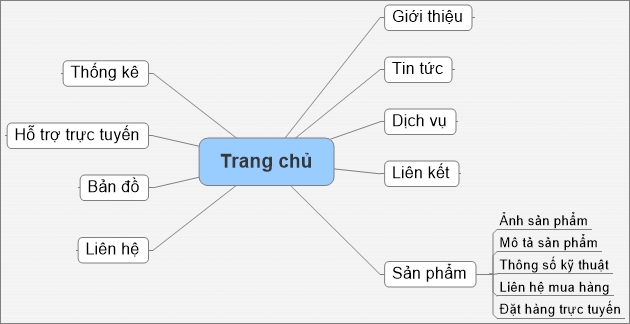 Giới thiệu
Tin tức
Thống kê
Dịch vụ
Hỗ trợ trực tuyến
Trang chủ
Liên kết
Bản đồ
Liên hệ
Sản phẩm
Ảnh sản phẩm
Mô tả sản phẩm
Thông số kỹ thuật
Liên hệ mua hàng
Đặt hàng trực tuyến